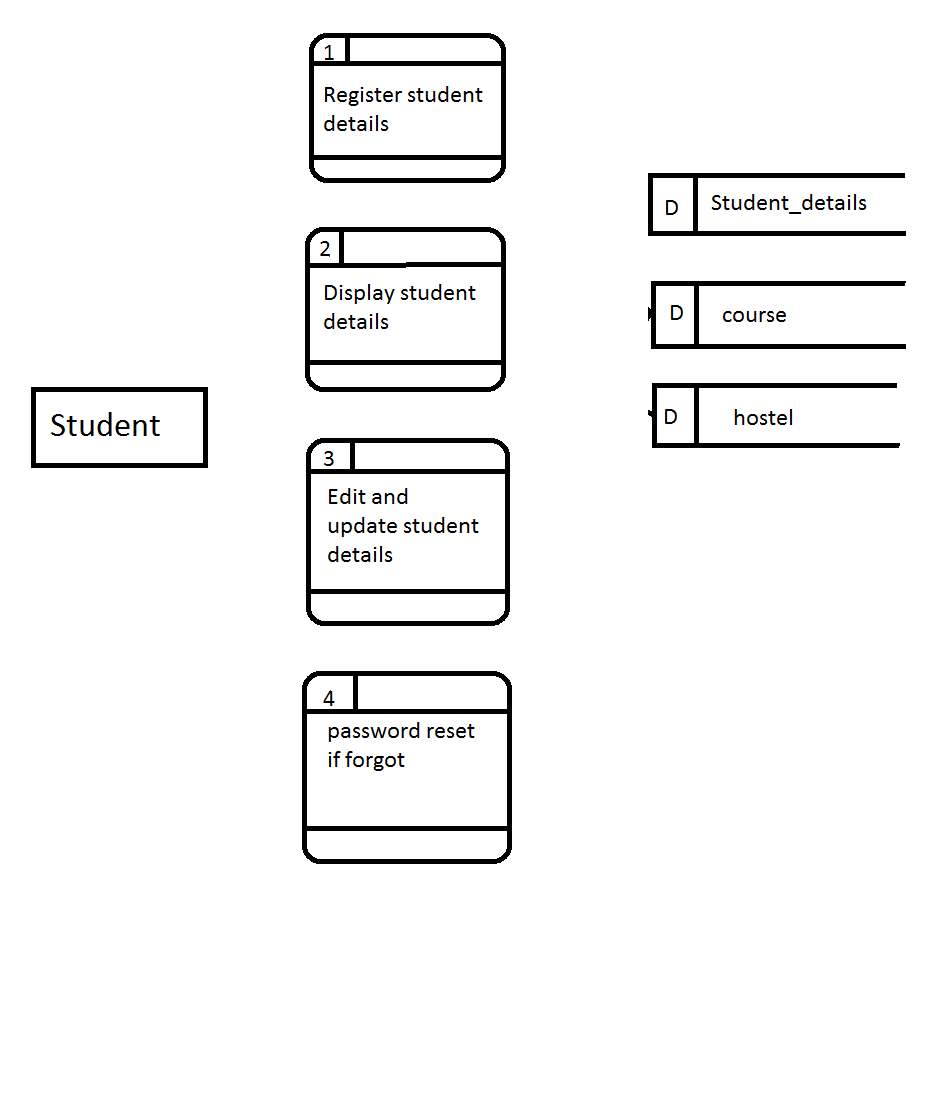 1
Register student
details
2
Display student
details
3
Edit and
update student
details
4
password reset
if forgot
Student
D Student_details
D course
D hostel